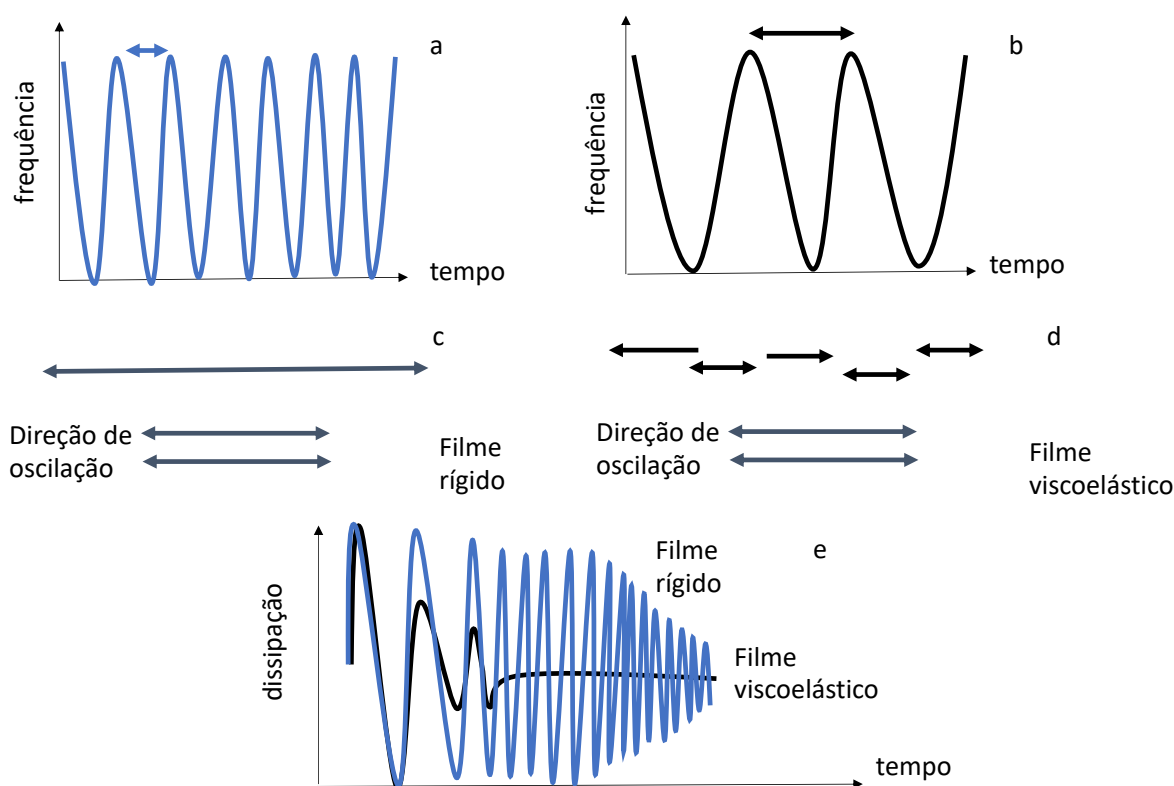 a
frequência
tempo
b
frequência
tempo
c
Direção de
oscilação
Filme
rígido
d
Direção de
oscilação
Filme
viscoelástico
e
dissipação
Filme
rígido
Filme
viscoelástico
tempo